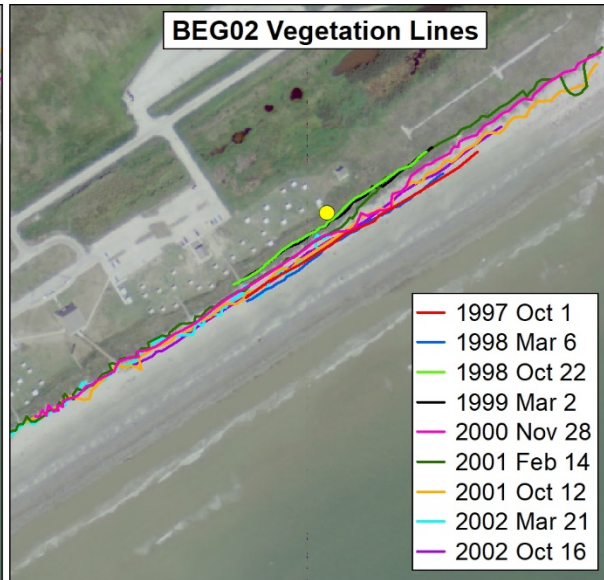 BEG02 Vegetation Lines
1997 Oct 1
1998 Mar 6
1998 Oct 22
1999 Mar 2
2000 Nov 28
2001 Feb 14
2001 Oct 12
2002 Mar 21
2002 Oct 16